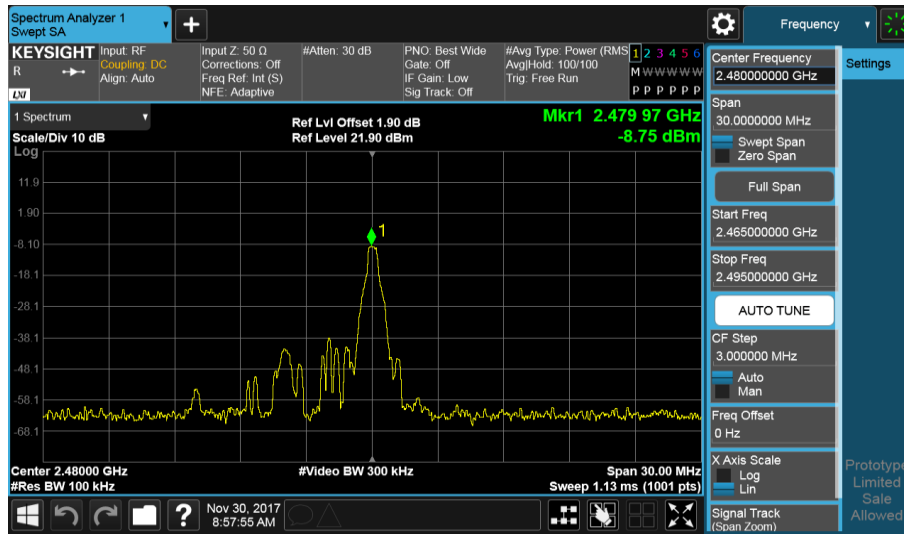 Spectrum Analyzer 1
Swept SA
Frequency
KEYSIGHT
R
LXI
Input: RF
Coupling: DC
Align: Auto
Input Z: 50 Ω
Corrections: Off
Freq Ref: Int (S)
NFE: Adaptive
#Atten: 30 dB
PNO: Best Wide
Gate: Off
IF Gain: Low
Sig Track: Off
#Avg Type: Power (RMS
Avg|Hold: 100/100
Trig: Free Run
1 2 3 4 5 6
M W W W W W
P P P P P P
1 Spectrum
Scale/Div 10 dB
Log
Ref Lvl Offset 1.90 dB
Ref Level 21.90 dBm
Mkr1 2.479 97 GHz
-8.75 dBm
11.9
1.90
-8.10
-18.1
-28.1
-38.1
-48.1
-58.1
-68.1
1
Center 2.48000 GHz
#Res BW 100 kHz
#Video BW 300 kHz
Span 30.00 MHz
Sweep 1.13 ms (1001 pts)
Center Frequency
2.480000000 GHz
Span
30.0000000 MHz
Swept Span
Zero Span
Full Span
Start Freq
2.465000000 GHz
Stop Freq
2.495000000 GHz
AUTO TUNE
CF Step
3.000000 MHz
Auto
Man
Freq Offset
0 Hz
X Axis Scale
Log
Lin
Signal Track
(Span Zoom)
Settings
Prototype
Limited
Sale
Allowed
?
Nov 30, 2017
8:57:55 AM